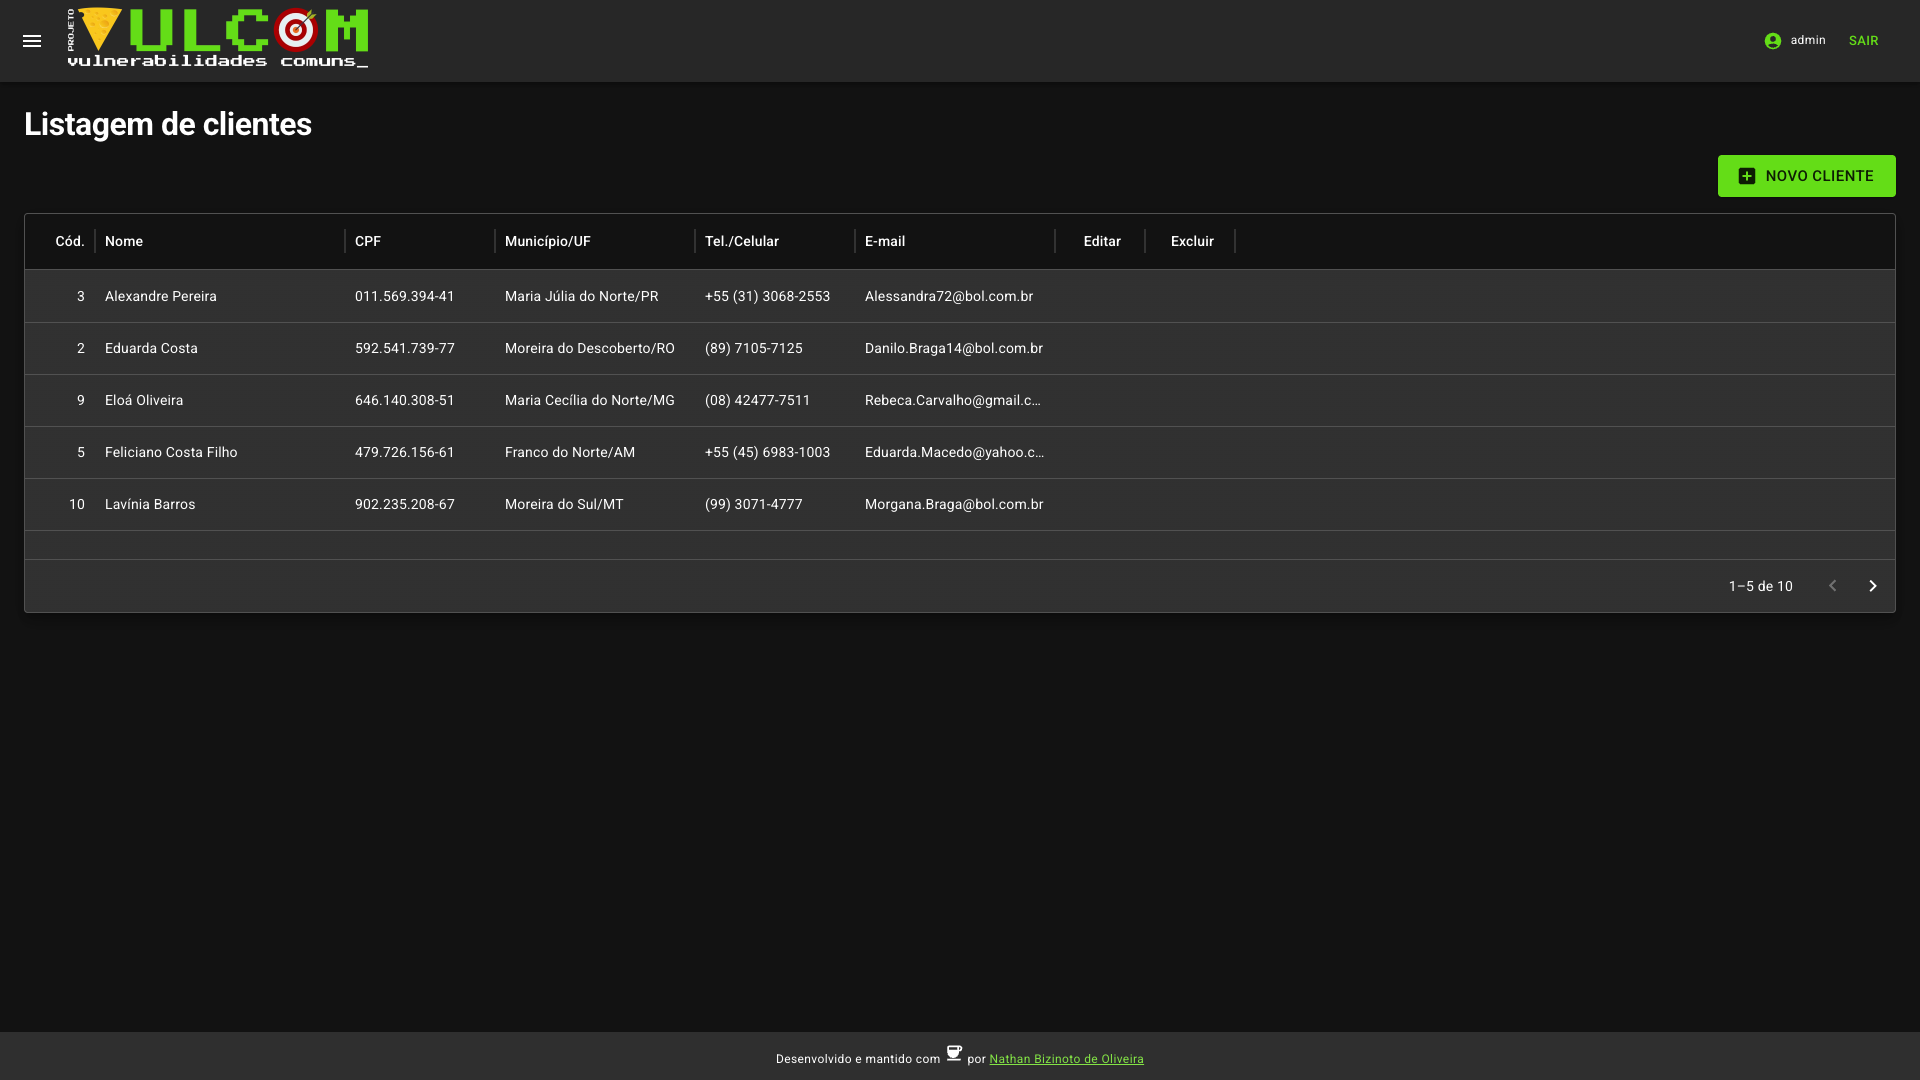 PROJETO
VULCOM
vulnerabilidades comuns_
admin
SAIR
Listagem de clientes
NOVO CLIENTE
Cód. Nome CPF Município/UF Tel./Celular E-mail Editar Excluir
3 Alexandre Pereira 011.569.394-41 Maria Júlia do Norte/PR +55 (31) 3068-2553 Alessandra72@bol.com.br
2 Eduarda Costa 592.541.739-77 Moreira do Descoberto/RO (89) 7105-7125 Danilo.Braga14@bol.com.br
9 Eloá Oliveira 646.140.308-51 Maria Cecília do Norte/MG (08) 42477-7511 Rebeca.Carvalho@gmail.c...
5 Feliciano Costa Filho 479.726.156-61 Franco do Norte/AM +55 (45) 6983-1003 Eduarda.Macedo@yahoo.c...
10 Lavínia Barros 902.235.208-67 Moreira do Sul/MT (99) 3071-4777 Morgana.Braga@bol.com.br
1–5 de 10
Desenvolvido e mantido com por Nathan Bizinoto de Oliveira